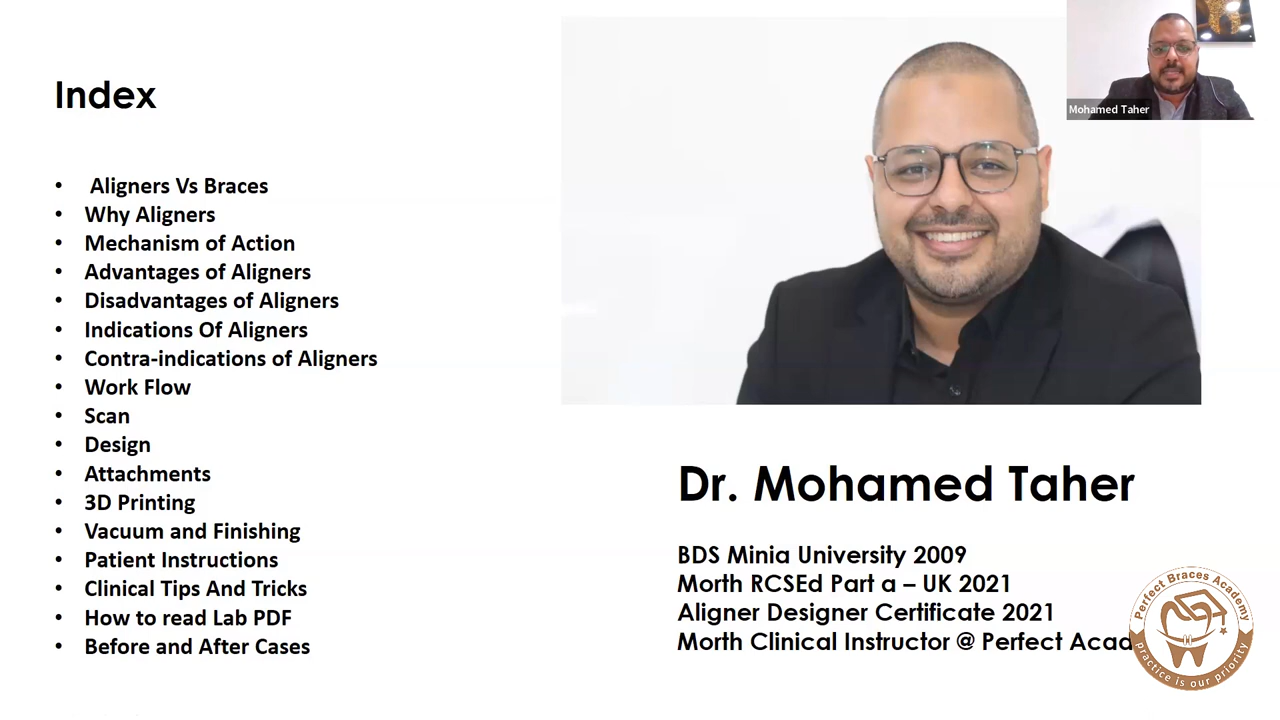 Index
• Aligners Vs Braces
• Why Aligners
• Mechanism of Action
• Advantages of Aligners
• Disadvantages of Aligners
• Indications Of Aligners
• Contra-indications of Aligners
• Work Flow
• Scan
• Design
• Attachments
• 3D Printing
• Vacuum and Finishing
• Patient Instructions
• Clinical Tips And Tricks
• How to read Lab PDF
• Before and After Cases
Mohamed Taher
Dr. Mohamed Taher
BDS Minia University 2009
Morth RCSEd Part a – UK 2021
Aligner Designer Certificate 2021
Morth Clinical Instructor @ Perfect Acad
Perfect Braces Academy
practice is our priority